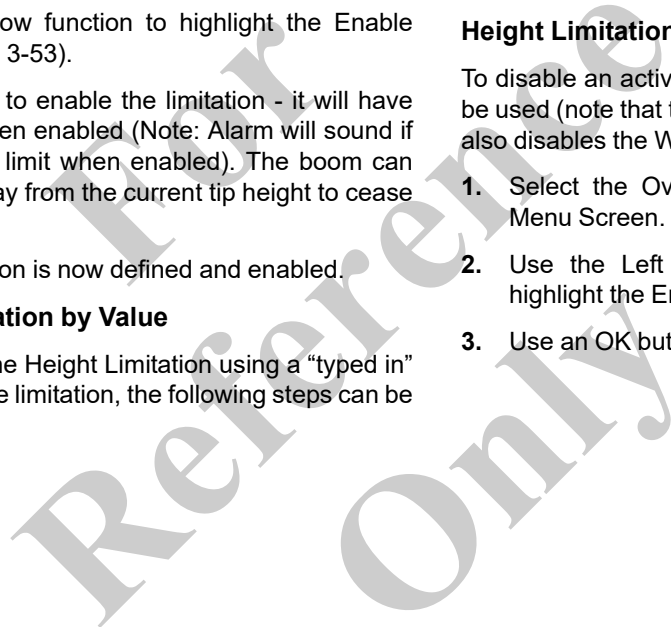 ow function to highlight the Enable
3-53).
to enable the limitation - it will have
en enabled (Note: Alarm will sound if
limit when enabled). The boom can
ay from the current tip height to cease
on is now defined and enabled.
ation by Value
he Height Limitation using a “typed in”
e limitation, the following steps can be
Height Limitation
To disable an activ
be used (note that t
also disables the W
1. Select the Ov
Menu Screen.
2. Use the Left
highlight the E
3. Use an OK but
For
Reference
Only